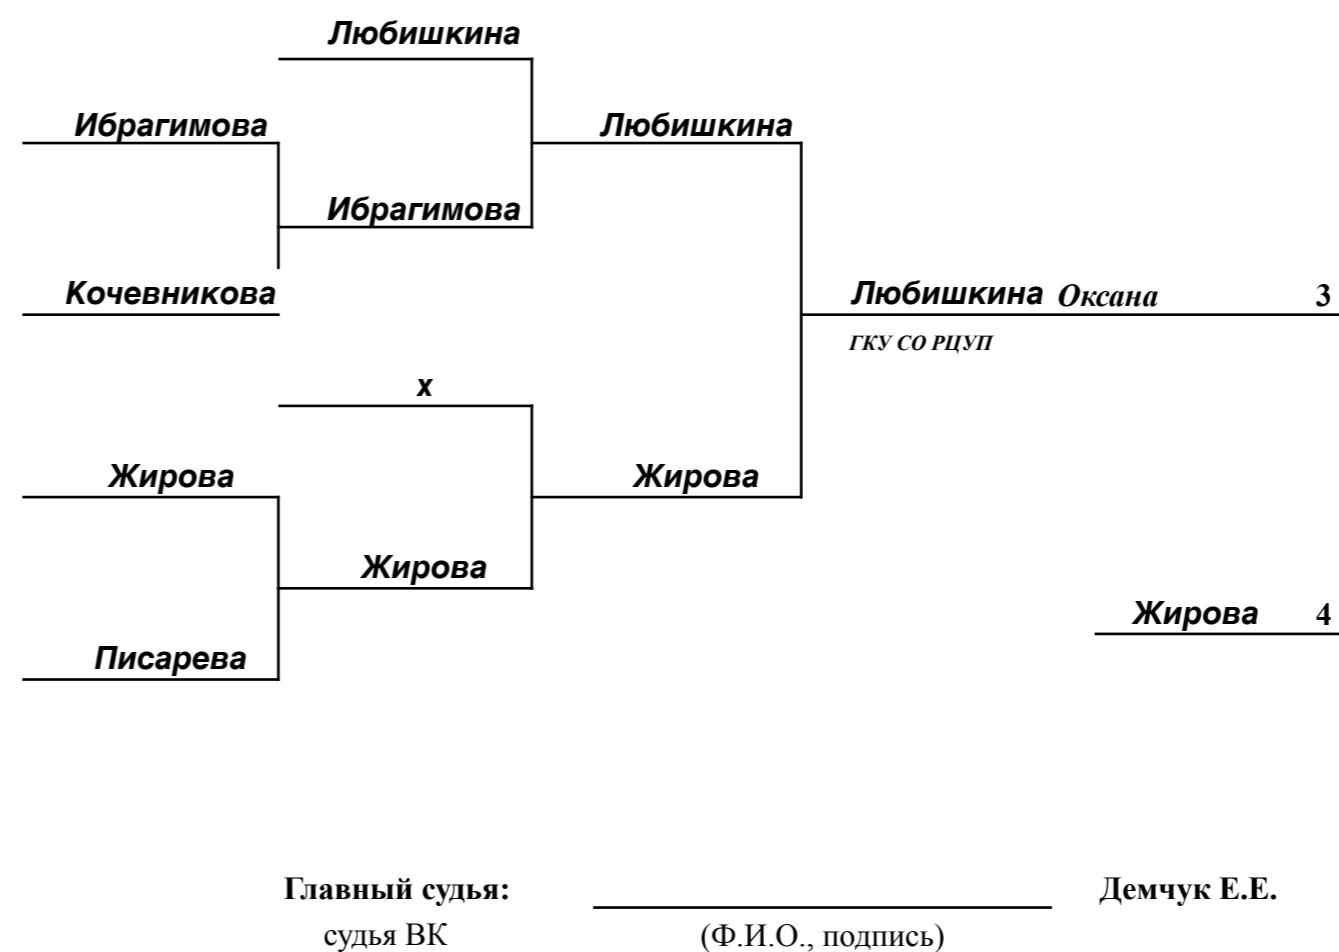 Любишкина
Ибрагимова Любишкина
Ибрагимова
Кочевникова Любишкина Оксана 3
ГКУ СО РЦУП
х
Жирова Жирова
Жирова
Жирова 4
Писарева
Главный судья: Демчук Е.Е.
судья ВК (Ф.И.О., подпись)